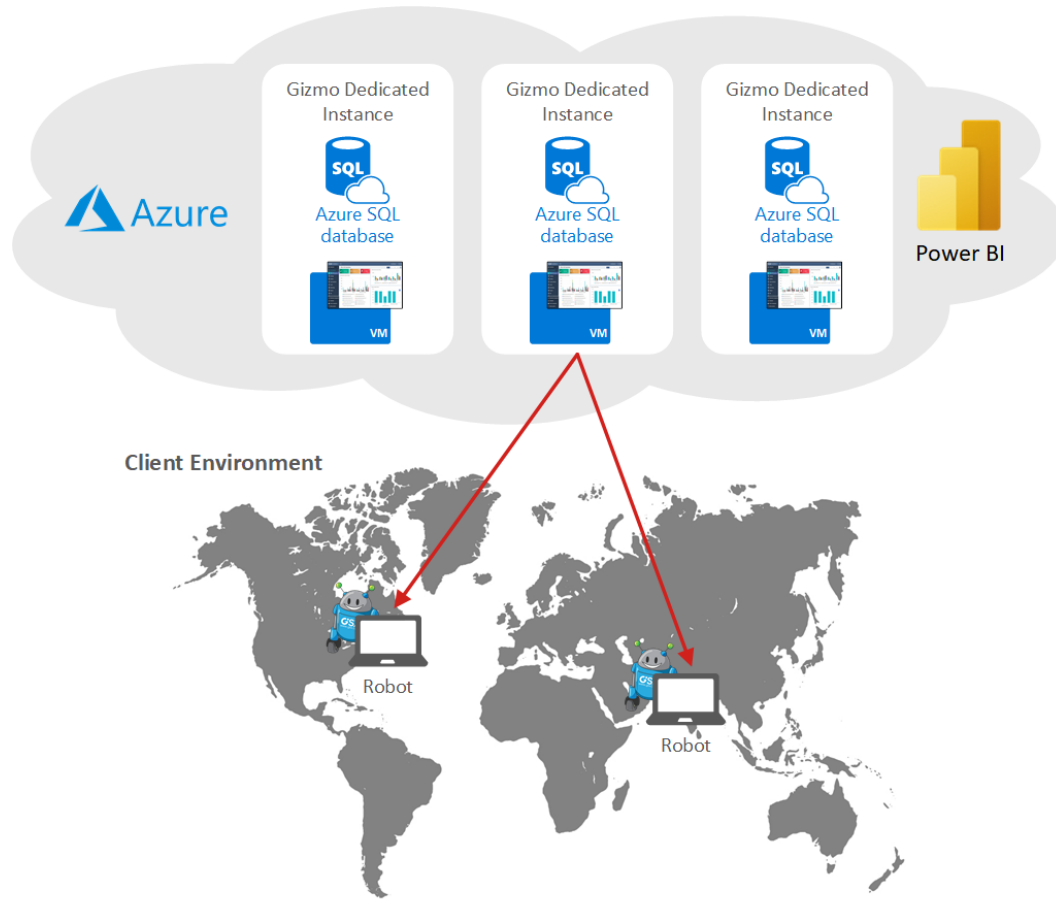 Gizmo Dedicated
Instance
SQL
Azure SQL
database
VM
Gizmo Dedicated
Instance
SQL
Azure SQL
database
VM
Gizmo Dedicated
Instance
SQL
Azure SQL
database
VM
Azure
Power BI
Client Environment
Robot
Robot